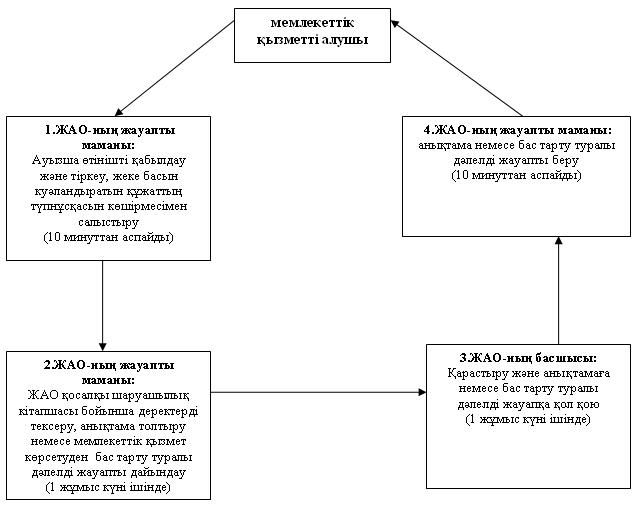 мемлекеттік
қызметті алушы
1.ЖАО-ның жауапты
маманы:
Ауызша өтінішті қабылдау
және тіркеу, жеке басын
куәландыратын құжаттың
түпнұсқасын көшірмесімен
салыстыру
(10 минуттан аспайды)
4.ЖАО-ның жауапты маманы:
анықтама немесе бас тарту туралы
дәлелді жауапты беру
(10 минуттан аспайды)
2.ЖАО-ның жауапты
маманы:
ЖАО қосалқы шаруашылық
кітапшасы бойынша деректерді
тексеру, анықтама толтыру
немесе мемлекеттік қызмет
көрсетуден бас тарту туралы
дәлелді жауапты дайындау
(1 жұмыс күні ішінде)
3.ЖАО-ның басшысы:
Қарастыру және анықтамаға
немесе бас тарту туралы
дәлелді жауапқа қол қою
(1 жұмыс күні ішінде)